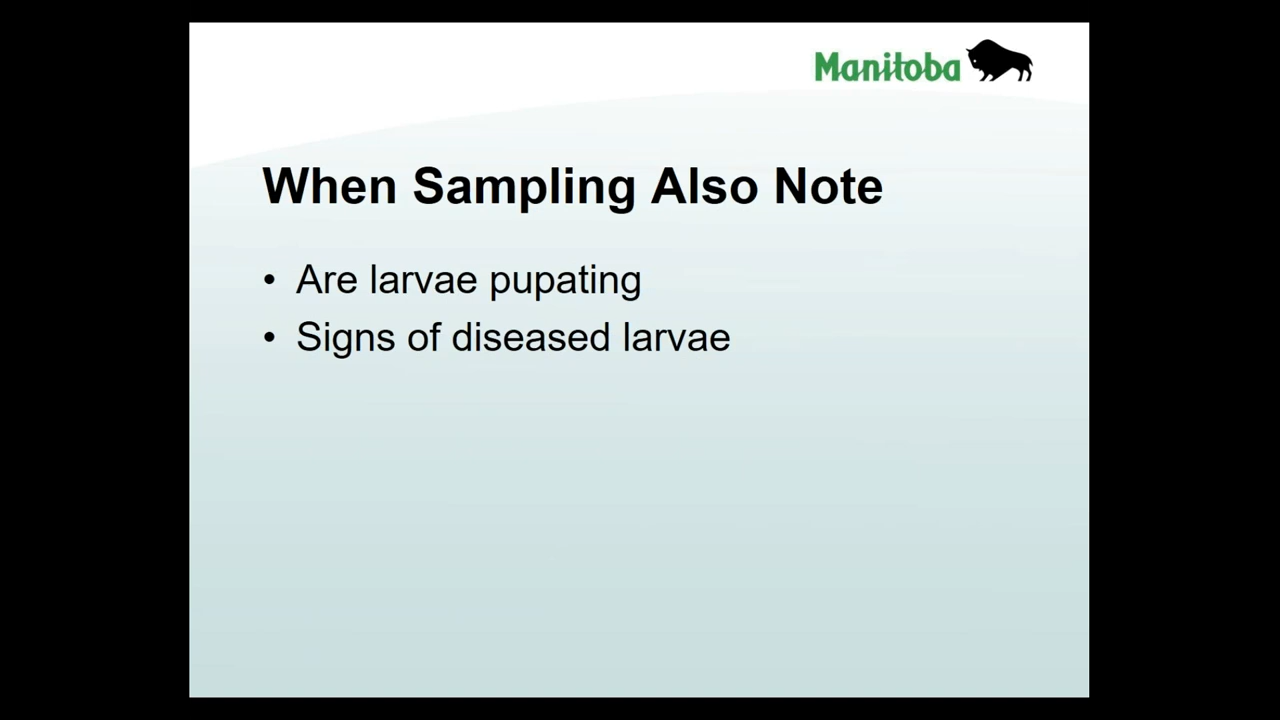 Manitoba
When Sampling Also Note
• Are larvae pupating
• Signs of diseased larvae